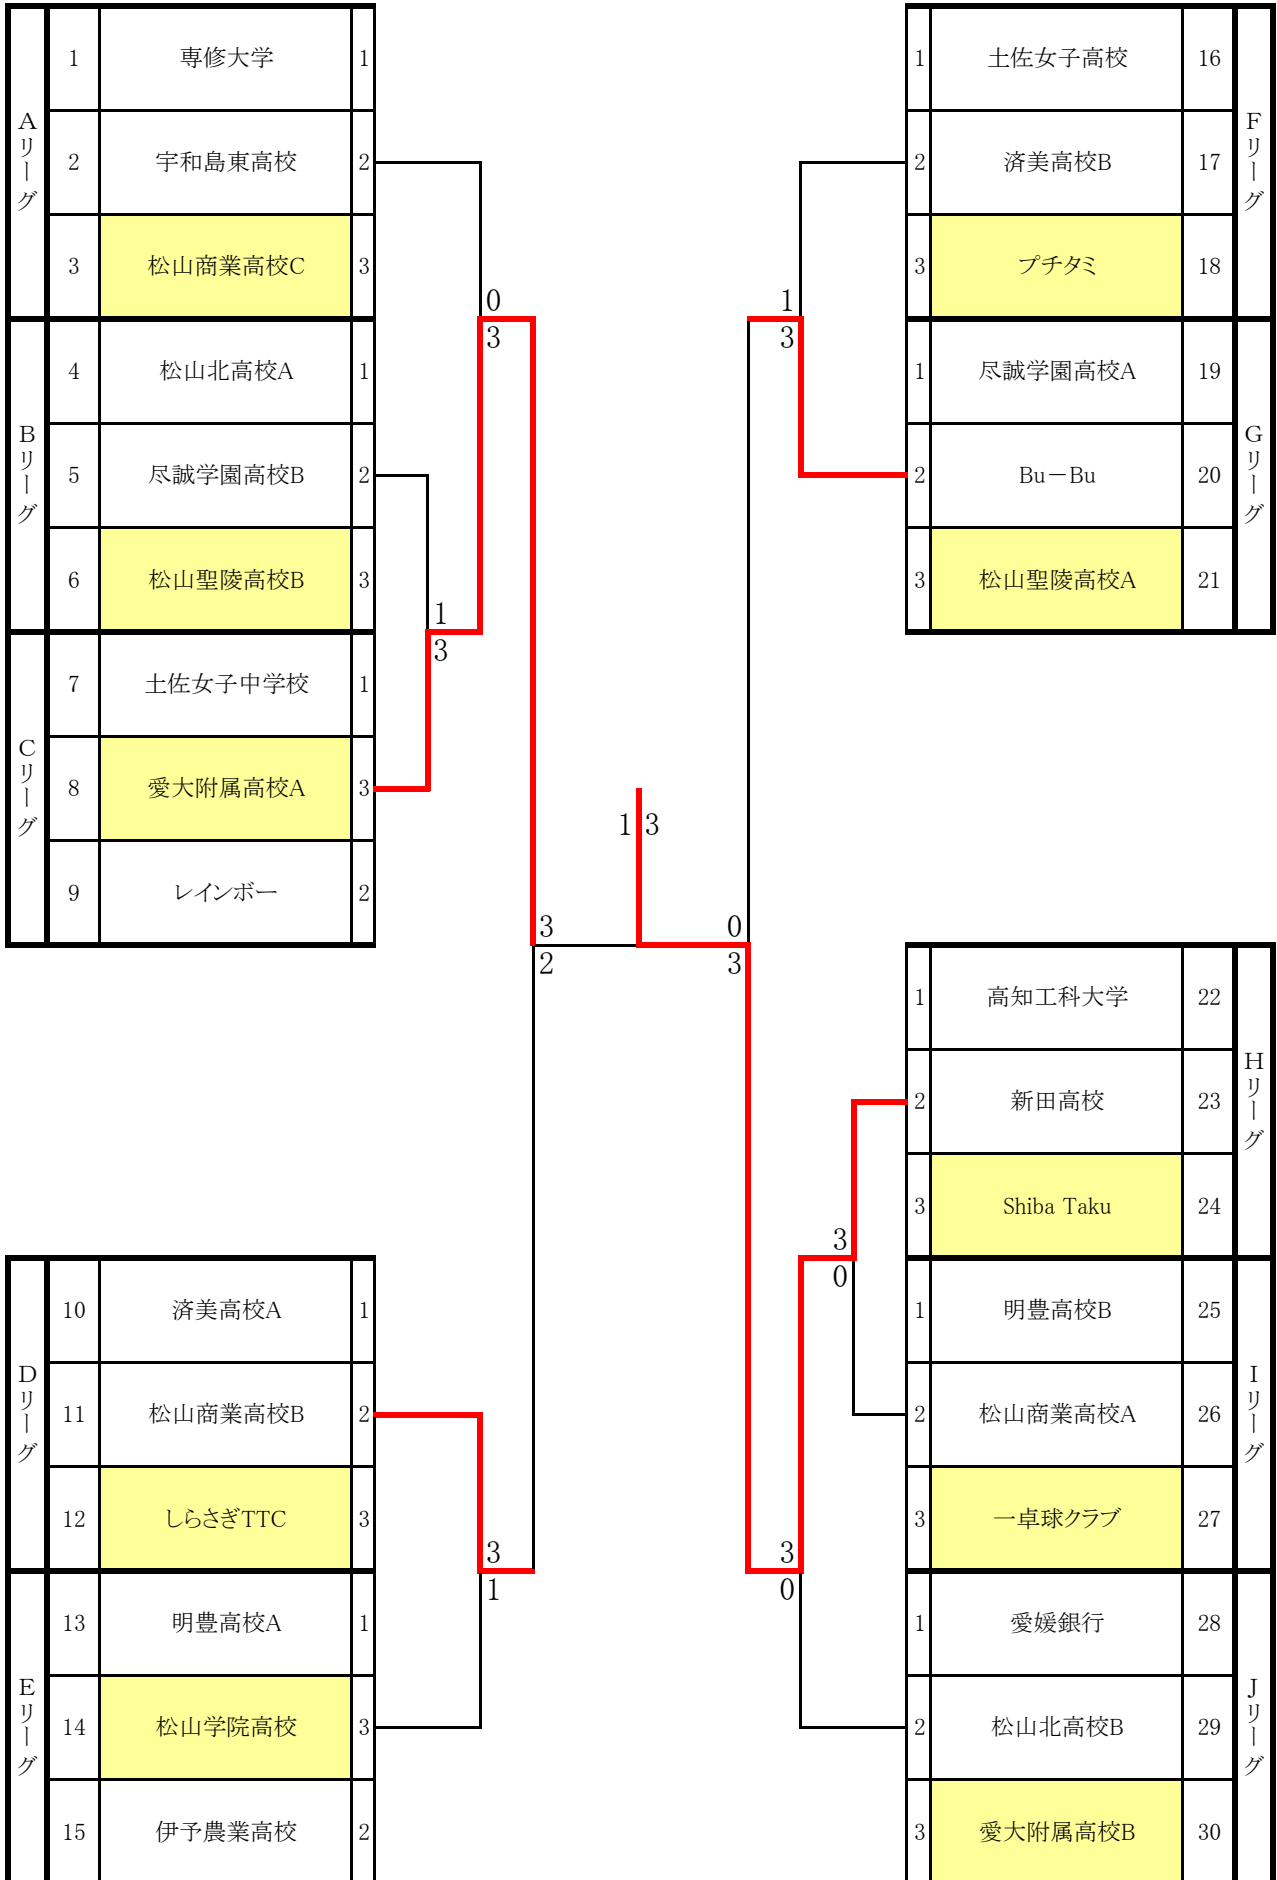 Aリーグ
1 専修大学 1
2 宇和島東高校 2
3 松山商業高校C 3
Bリーグ
4 松山北高校A 1
5 尽誠学園高校B 2
6 松山聖陵高校B 3
Cリーグ
7 土佐女子中学校 1
8 愛大附属高校A 3
9 レインボー 2
Dリーグ
10 済美高校A 1
11 松山商業高校B 2
12 しらさぎTTC 3
Eリーグ
13 明豊高校A 1
14 松山学院高校 3
15 伊予農業高校 2
0
3
1
3
3
2
3
1
1 3
1
3
0
3
3
0
3
0
Fリーグ
1 土佐女子高校 16
2 済美高校B 17
3 プチタミ 18
Gリーグ
1 尽誠学園高校A 19
2 Bu－Bu 20
3 松山聖陵高校A 21
Hリーグ
1 高知工科大学 22
2 新田高校 23
3 Shiba Taku 24
Iリーグ
1 明豊高校B 25
2 松山商業高校A 26
3 一卓球クラブ 27
Jリーグ
1 愛媛銀行 28
2 松山北高校B 29
3 愛大附属高校B 30